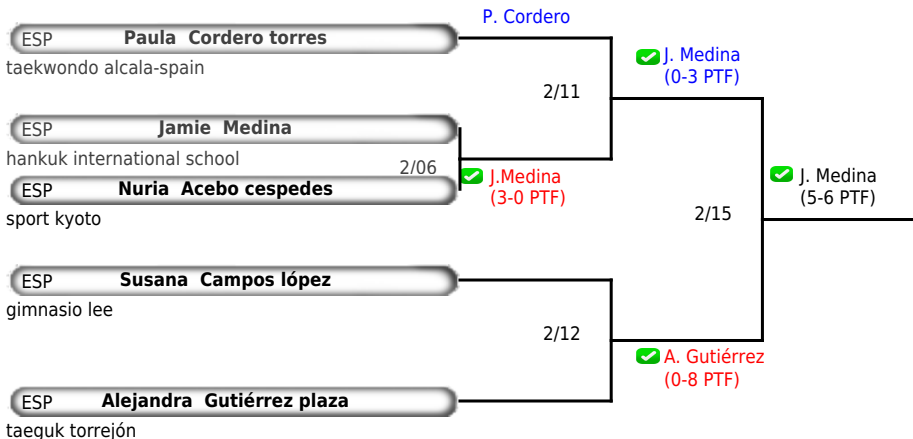 P. Cordero
ESP Paula Cordero torres
taekwondo alcala-spain
J. Medina
(0-3 PTF)
2/11
ESP Jamie Medina
hankuk international school
2/06
J.Medina
(3-0 PTF)
ESP Nuria Acebo cespedes
sport kyoto
J. Medina
(5-6 PTF)
2/15
ESP Susana Campos lópez
gimnasio lee
2/12
A. Gutiérrez
(0-8 PTF)
ESP Alejandra Gutiérrez plaza
taeguk torrejón